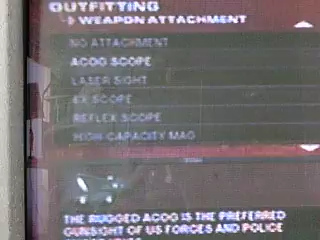 OUTFITTING
WEAPON ATTACHMENT
NO ATTACHMENT
ACOG SCOPE
LASER SIGHT
4X SCOPE
REFLEX SCOPE
HIGH CAPACITY MAG
THE RUGGED ACOG IS THE PREFERRED
GUNSIGHT OF US FORCES AND POLICE